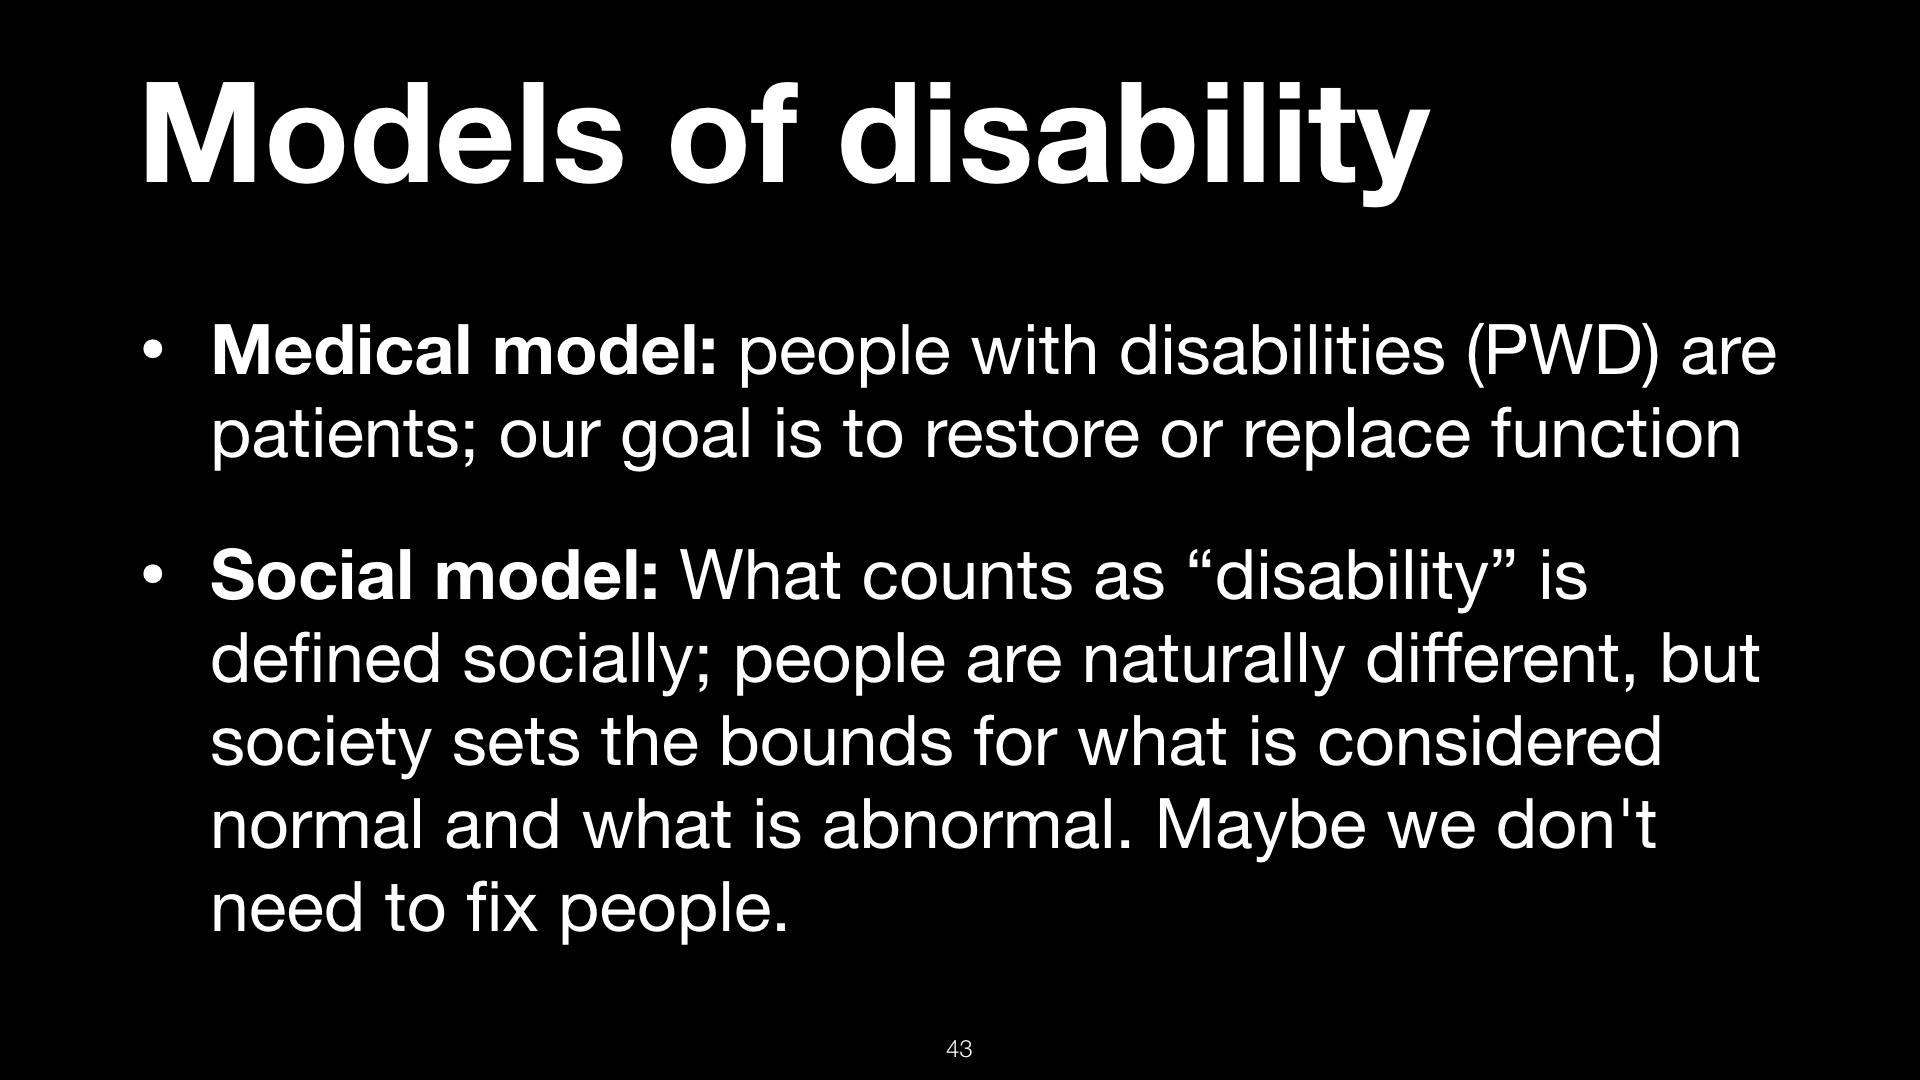 Models of disability
• Medical model: people with disabilities (PWD) are
patients; our goal is to restore or replace function
• Social model: What counts as “disability” is
defined socially; people are naturally different, but
society sets the bounds for what is considered
normal and what is abnormal. Maybe we don't
need to fix people.
43